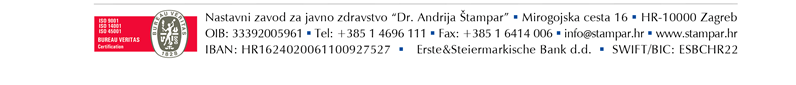 ISO 9001
ISO 14001
ISO 45001
BUREAU VERITAS
Certification
BUREAU VERITAS
1828
Nastavni zavod za javno zdravstvo “Dr. Andrija Štampar” ▪ Mirogojska cesta 16 ▪ HR-10000 Zagreb
OIB: 33392005961 ▪ Tel: +385 1 4696 111 ▪ Fax: +385 1 6414 006 ▪ info@stampar.hr ▪ www.stampar.hr
IBAN: HR1624020061100927527 ▪ Erste&Steiermarkische Bank d.d. ▪ SWIFT/BIC: ESBCHR22